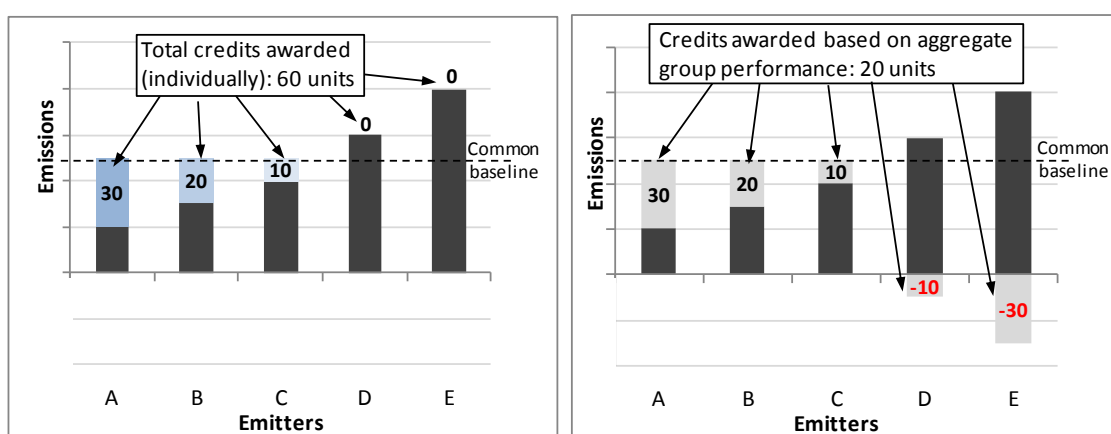 Total credits awarded
(individually): 60 units
0
0
Common
baseline
30
20
10
Emissions
A B C D E
Emitters
Credits awarded based on aggregate
group performance: 20 units
Common
baseline
30
20
10
-10
-30
Emissions
A B C D E
Emitters